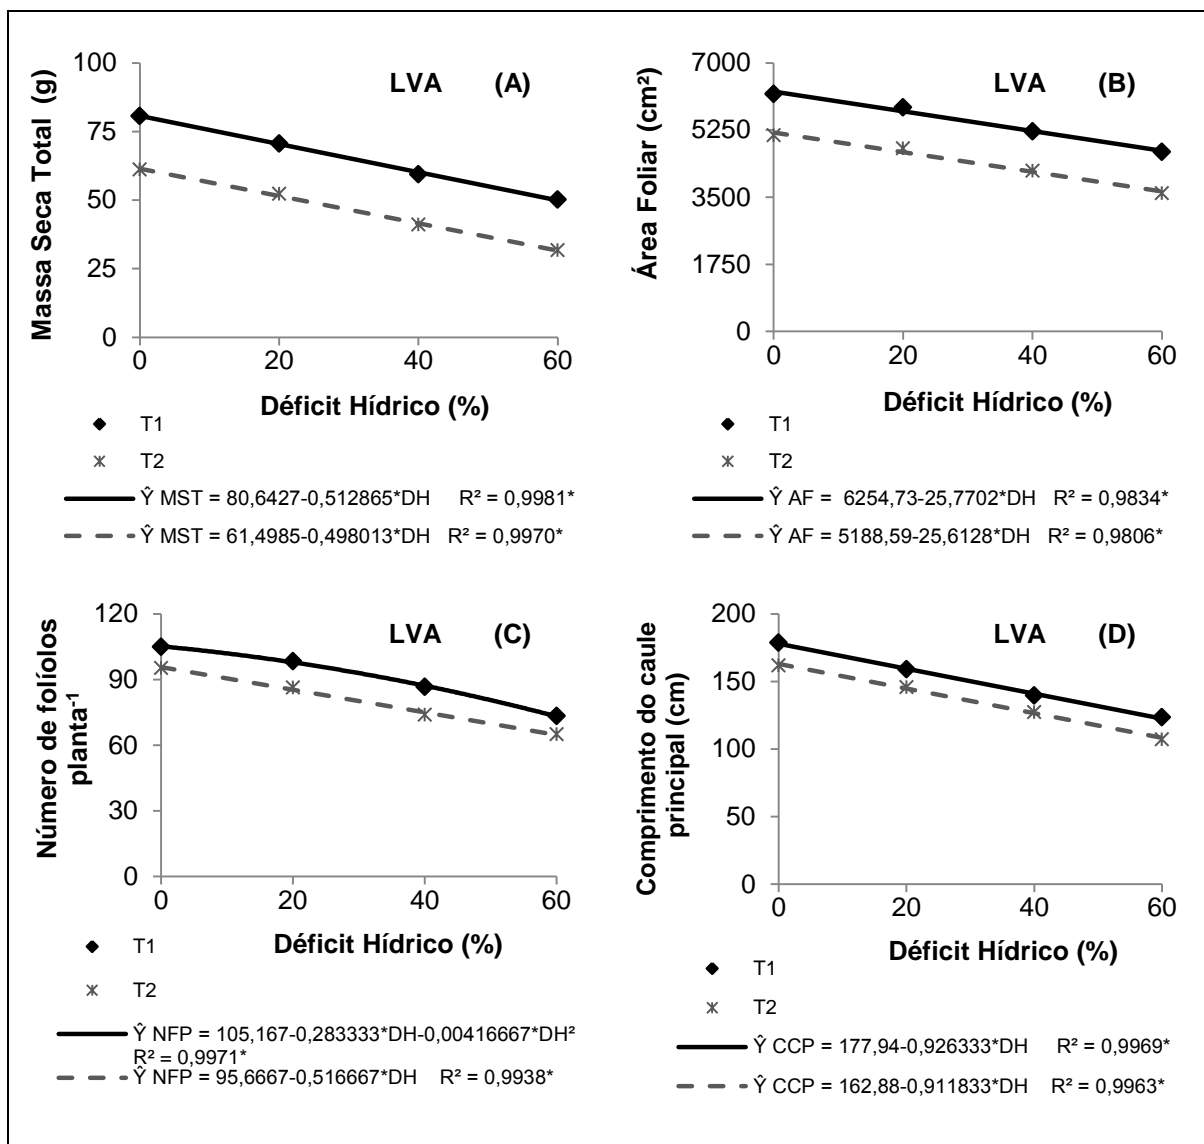 LVA (A)
Massa Seca Total (g)
100
75
50
25
0
0 20 40 60
Déficit Hídrico (%)
T1
T2
Ŷ MST = 80,6427-0,512865*DH R² = 0,9981*
Ŷ MST = 61,4985-0,498013*DH R² = 0,9970*
LVA (B)
Área Foliar (cm²)
7000
5250
3500
1750
0
0 20 40 60
Déficit Hídrico (%)
T1
T2
Ŷ AF = 6254,73-25,7702*DH R² = 0,9834*
Ŷ AF = 5188,59-25,6128*DH R² = 0,9806*
LVA (C)
Número de folíolos
planta⁻¹
120
90
60
30
0
0 20 40 60
Déficit Hídrico (%)
T1
T2
Ŷ NFP = 105,167-0,283333*DH-0,00416667*DH²
R² = 0,9971*
Ŷ NFP = 95,6667-0,516667*DH R² = 0,9938*
LVA (D)
Comprimento do caule
principal (cm)
200
150
100
50
0
0 20 40 60
Déficit Hídrico (%)
T1
T2
Ŷ CCP = 177,94-0,926333*DH R² = 0,9969*
Ŷ CCP = 162,88-0,911833*DH R² = 0,9963*